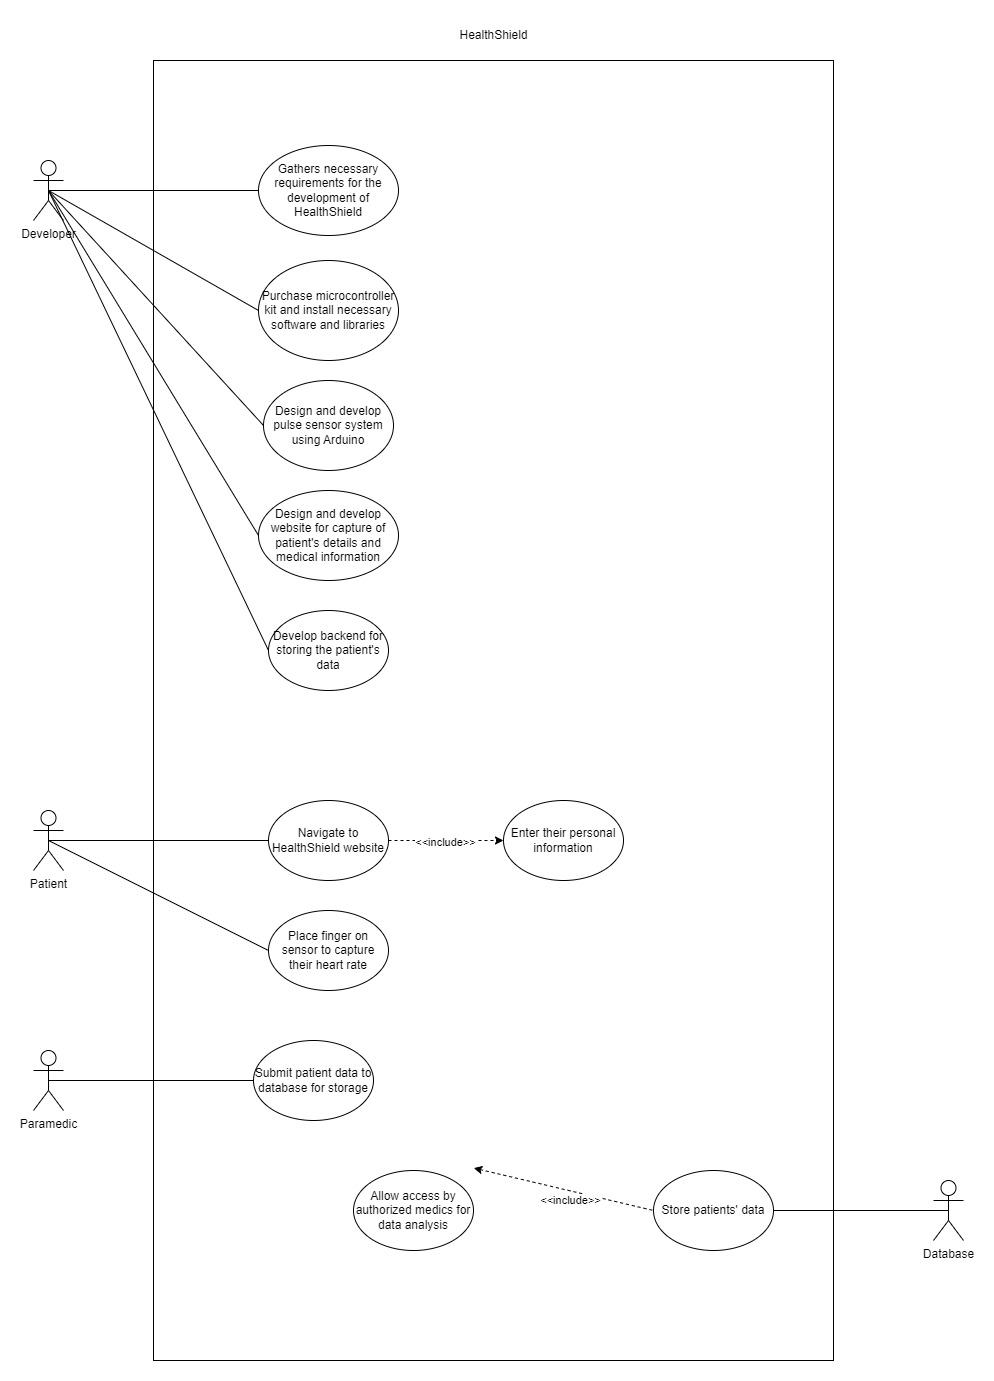 HealthShield
Gathers necessary
requirements for the
development of
HealthShield
Developer
Purchase microcontroller
kit and install necessary
software and libraries
Design and develop
pulse sensor system
using Arduino
Design and develop
website for capture of
patient's details and
medical information
Develop backend for
storing the patient's
data
Navigate to
HealthShield website
<<include>>
Enter their personal
information
Patient
Place finger on
sensor to capture
their heart rate
Submit patient data to
database for storage
Paramedic
Allow access by
authorized medics for
data analysis
<<include>>
Store patients' data
Database